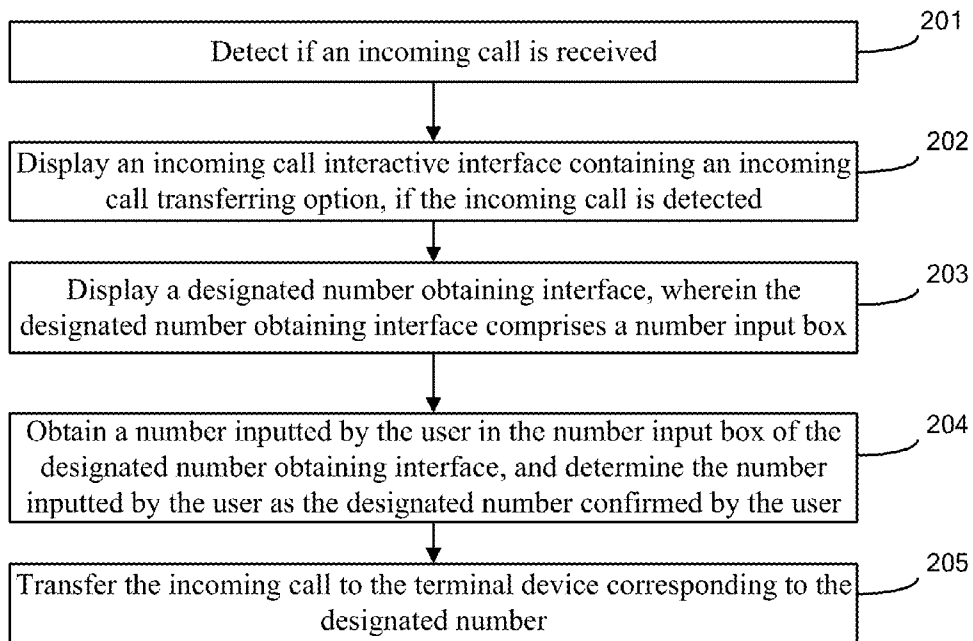 201
Detect if an incoming call is received
202
Display an incoming call interactive interface containing an incoming
call transferring option, if the incoming call is detected
203
Display a designated number obtaining interface, wherein the
designated number obtaining interface comprises a number input box
204
Obtain a number inputted by the user in the number input box of the
designated number obtaining interface, and determine the number
inputted by the user as the designated number confirmed by the user
205
Transfer the incoming call to the terminal device corresponding to the
designated number